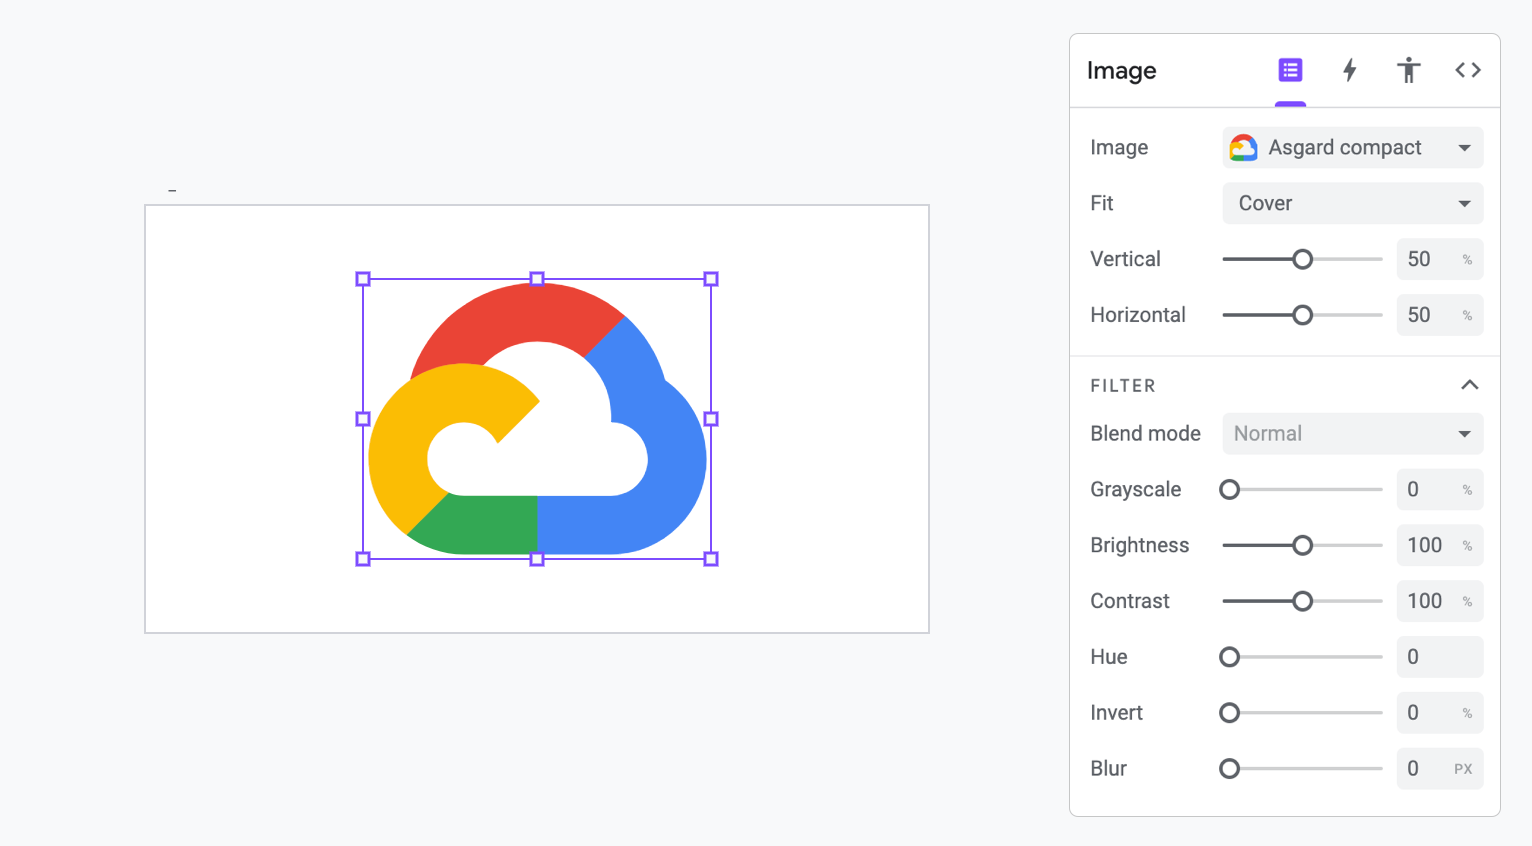 Image
Image Asgard compact
Fit Cover
Vertical 50 %
Horizontal 50 %
FILTER
Blend mode Normal
Grayscale 0 %
Brightness 100 %
Contrast 100 %
Hue 0
Invert 0 %
Blur 0 PX